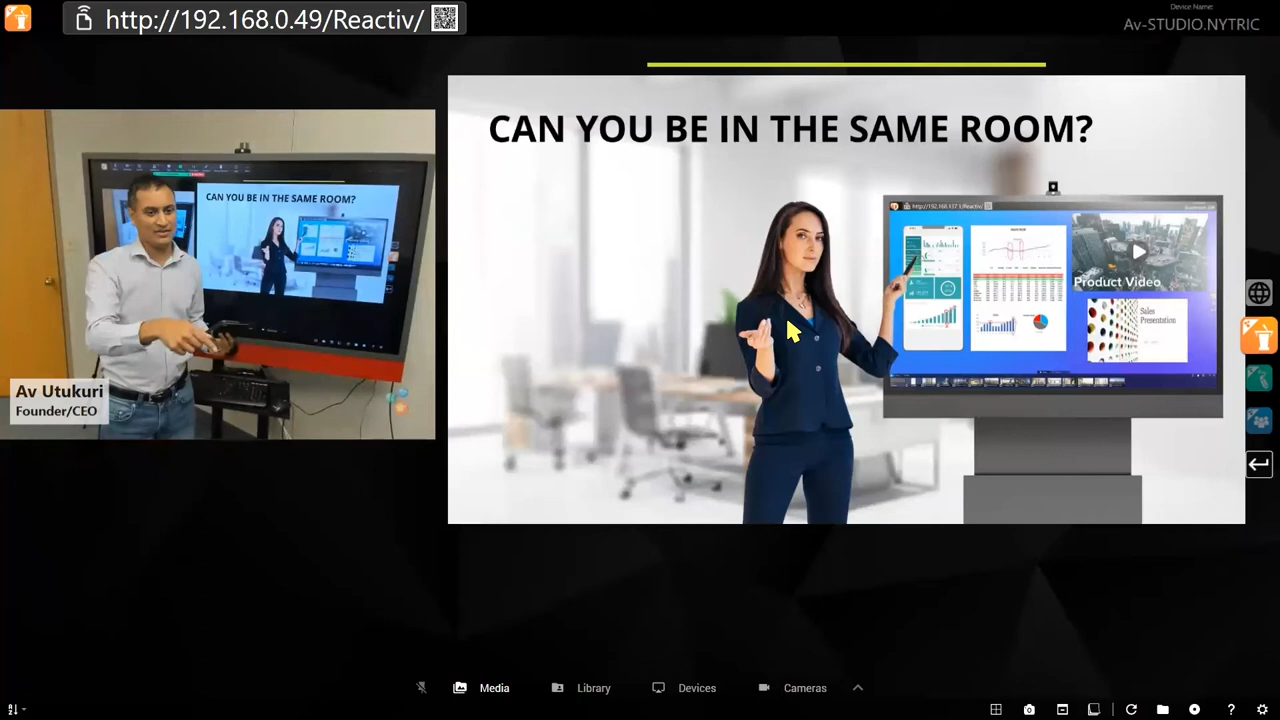 http://192.168.0.49/Reactiv/
Device Name:
Av-STUDIO.NYTRIC
CAN YOU BE IN THE SAME ROOM?
CAN YOU BE IN THE SAME ROOM?
Product Video
Sales
Presentation
Av Utukuri
Founder/CEO
Media
Library
Devices
Cameras